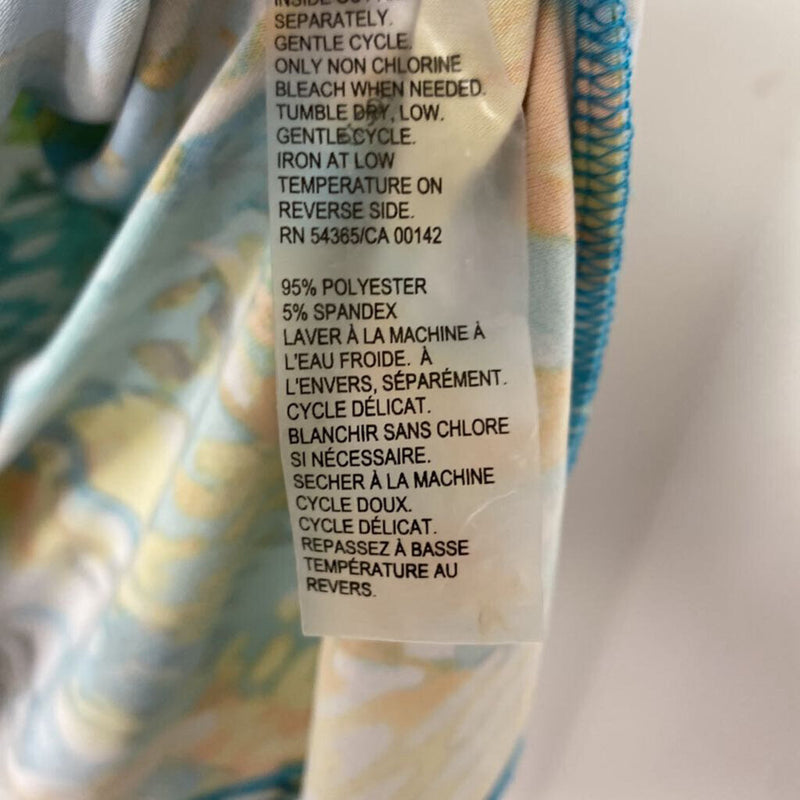 INSIDE OUT,
SEPARATELY.
GENTLE CYCLE.
ONLY NON CHLORINE
BLEACH WHEN NEEDED.
TUMBLE DRY, LOW.
GENTLE CYCLE.
IRON AT LOW
TEMPERATURE ON
REVERSE SIDE.
RN 54365/CA 00142
95% POLYESTER
5% SPANDEX
LAVER À LA MACHINE À
L'EAU FROIDE. À
L'ENVERS, SÉPARÉMENT.
CYCLE DÉLICAT.
BLANCHIR SANS CHLORE
SI NÉCESSAIRE.
SECHER À LA MACHINE
CYCLE DOUX.
CYCLE DÉLICAT.
REPASSEZ À BASSE
TEMPÉRATURE AU
REVERS.